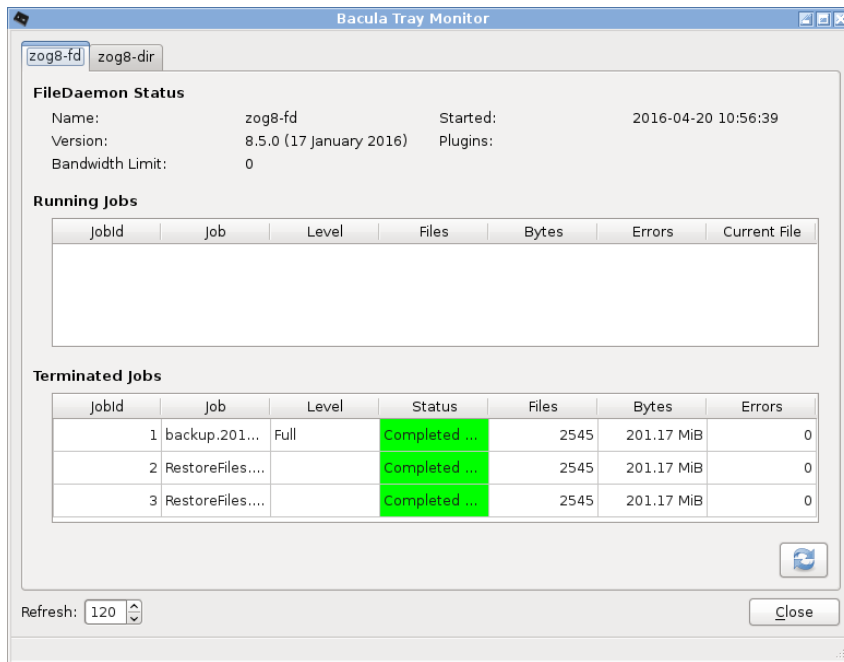 Bacula Tray Monitor
zog8-fd zog8-dir
FileDaemon Status
Name: zog8-fd Started: 2016-04-20 10:56:39
Version: 8.5.0 (17 January 2016) Plugins:
Bandwidth Limit: 0
Running Jobs
JobId Job Level Files Bytes Errors Current File
Terminated Jobs
JobId Job Level Status Files Bytes Errors
1 backup.201... Full Completed ... 2545 201.17 MiB 0
2 RestoreFiles.... Completed ... 2545 201.17 MiB 0
3 RestoreFiles.... Completed ... 2545 201.17 MiB 0
Refresh: 120 Close